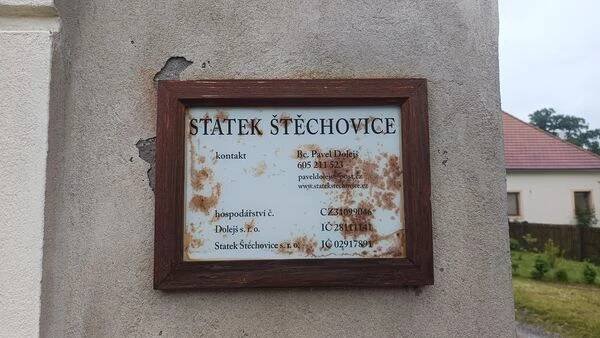 STATEK ŠTĚCHOVICE
kontakt Bc. Pavel Dolejš
605 211 523
paveldolejs@post.cz
www.statekstechovice.cz
hospodářství č. CZ31099046
Dolejš s. r. o. IČ 28111141
Statek Štěchovice s. r. o. IČ 02917891